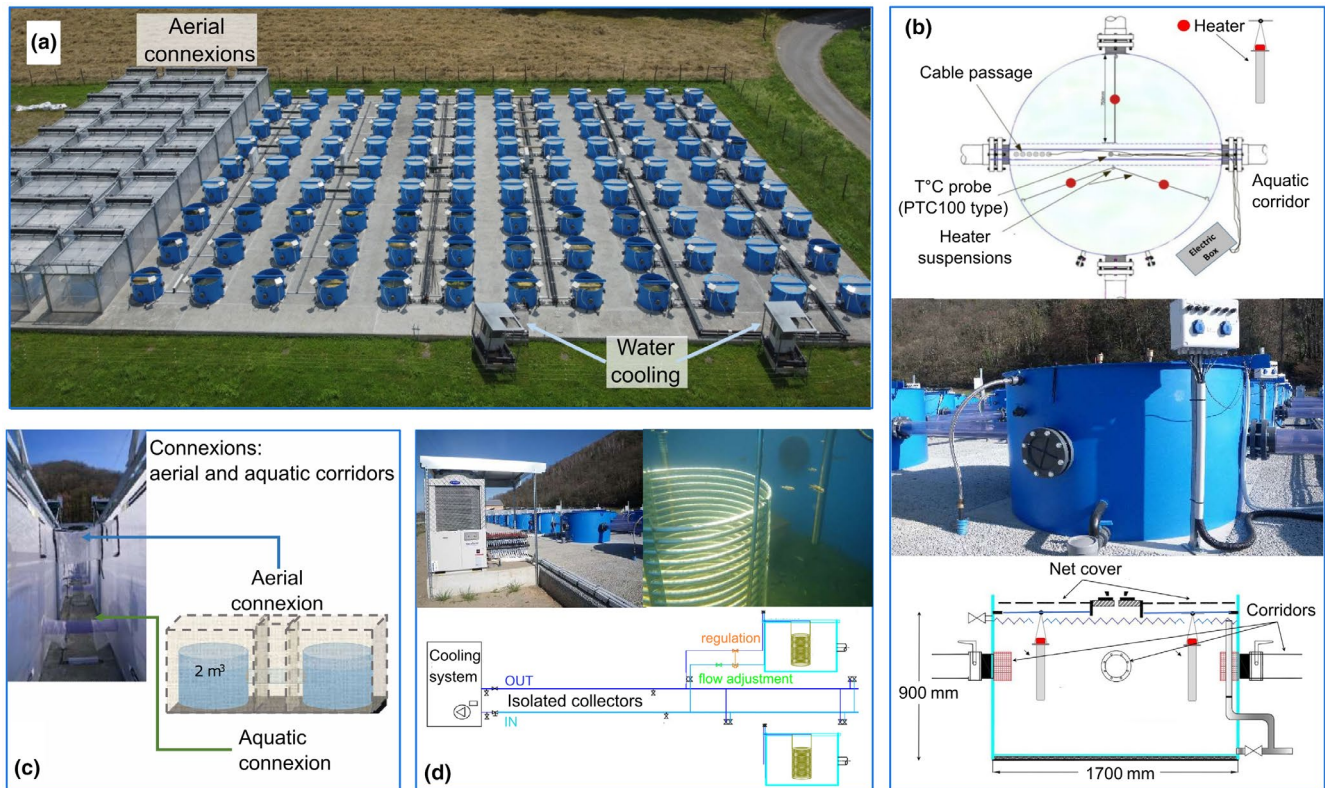 (a)
Aerial
connexions
Water
cooling
(b)
Heater
Cable passage
T°C probe
(PTC100 type)
Heater
suspensions
Aquatic
corridor
Electric
Box
Net cover
Corridors
900 mm
1700 mm
Connexions:
aerial and aquatic corridors
Aerial
connexion
2 m³
Aquatic
connexion
(c)
Cooling
system
regulation
flow adjustment
OUT
Isolated collectors
IN
(d)